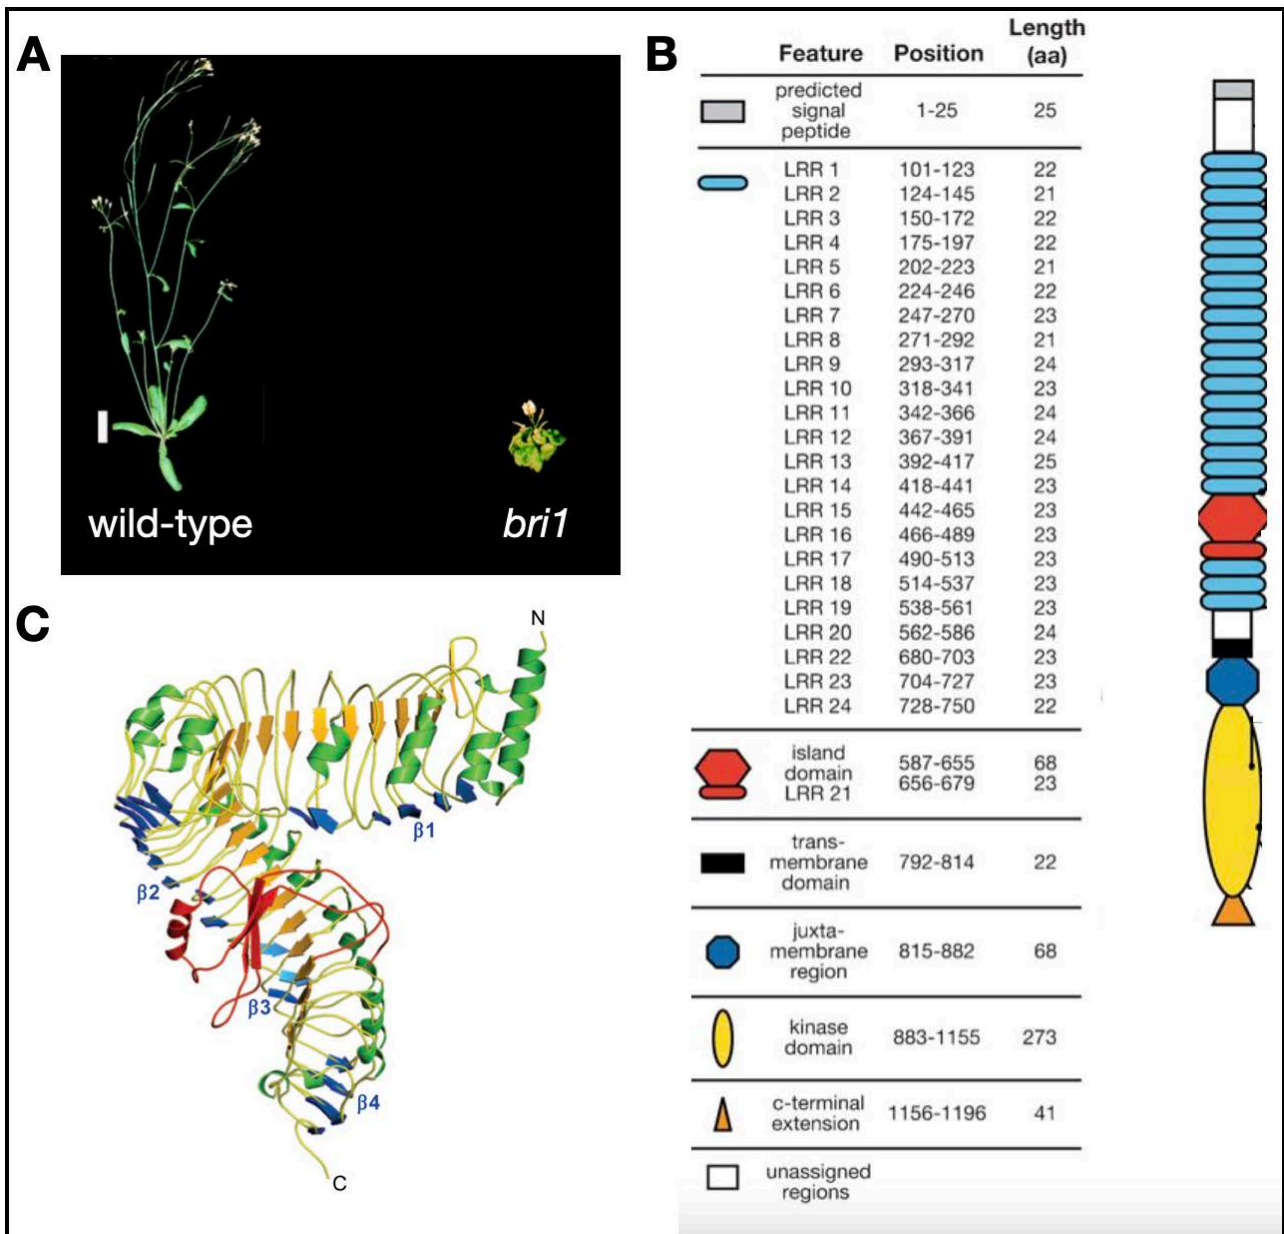 A
wild-type
bri1
B
Feature Position Length (aa)
predicted signal peptide 1-25 25
LRR 1 101-123 22
LRR 2 124-145 21
LRR 3 150-172 22
LRR 4 175-197 22
LRR 5 202-223 21
LRR 6 224-246 22
LRR 7 247-270 23
LRR 8 271-292 21
LRR 9 293-317 24
LRR 10 318-341 23
LRR 11 342-366 24
LRR 12 367-391 24
LRR 13 392-417 25
LRR 14 418-441 23
LRR 15 442-465 23
LRR 16 466-489 23
LRR 17 490-513 23
LRR 18 514-537 23
LRR 19 538-561 23
LRR 20 562-586 24
LRR 22 680-703 23
LRR 23 704-727 23
LRR 24 728-750 22
island domain 587-655 68
LRR 21 656-679 23
trans-membrane domain 792-814 22
juxta-membrane region 815-882 68
kinase domain 883-1155 273
c-terminal extension 1156-1196 41
unassigned regions
C
N
β1
β2
β3
β4
C